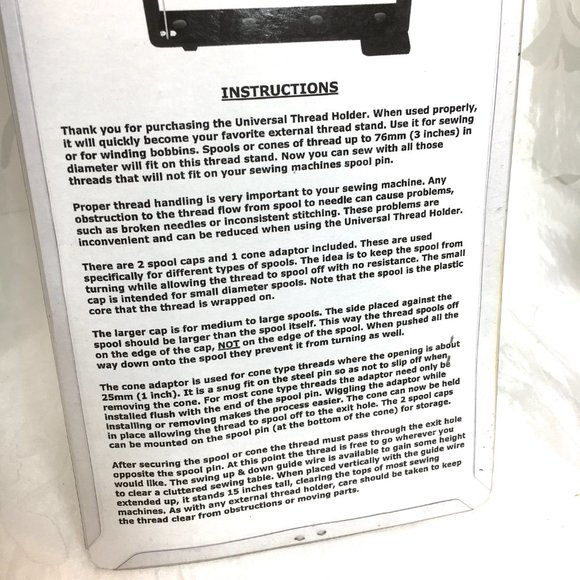 INSTRUCTIONS
Thank you for purchasing the Universal Thread Holder. When used properly,
it will quickly become your favorite external thread stand. Use it for sewing
or for winding bobbins. Spools or cones of thread up to 76mm (3 inches) in
diameter will fit on this thread stand. Now you can sew with all those
threads that will not fit on your sewing machines spool pin.
Proper thread handling is very important to your sewing machine. Any
obstruction to the thread flow from spool to needle can cause problems,
such as broken needles or inconsistent stitching. These problems are
inconvenient and can be reduced when using the Universal Thread Holder.
There are 2 spool caps and 1 cone adaptor included. These are used
specifically for different types of spools. The idea is to keep the spool from
turning while allowing the thread to spool off with no resistance. The small
cap is intended for small diameter spools. Note that the spool is the plastic
core that the thread is wrapped on.
The larger cap is for medium to large spools. The side placed against the
spool should be larger than the spool itself. This way the thread spools off
on the edge of the cap, NOT on the edge of the spool. When pushed all the
way down onto the spool they prevent it from turning as well.
The cone adaptor is used for cone type threads where the opening is about
25mm (1 inch). It is a snug fit on the steel pin so as not to slip off when
removing the cone. For most cone type threads the adaptor need only be
installed flush with the end of the spool pin. Wiggling the adaptor while
installing or removing makes the process easier. The cone can now be held
in place allowing the thread to spool off to the exit hole. The 2 spool caps
can be mounted on the spool pin (at the bottom of the cone) for storage.
After securing the spool or cone the thread must pass through the exit hole
opposite the spool pin. At this point the thread is free to go wherever you
would like. The swing up & down guide wire is available to gain some height
to clear a cluttered sewing table. When placed vertically with the guide wire
extended up, it stands 15 inches tall, clearing the tops of most sewing
machines. As with any external thread holder, care should be taken to keep
the thread clear from obstructions or moving parts.